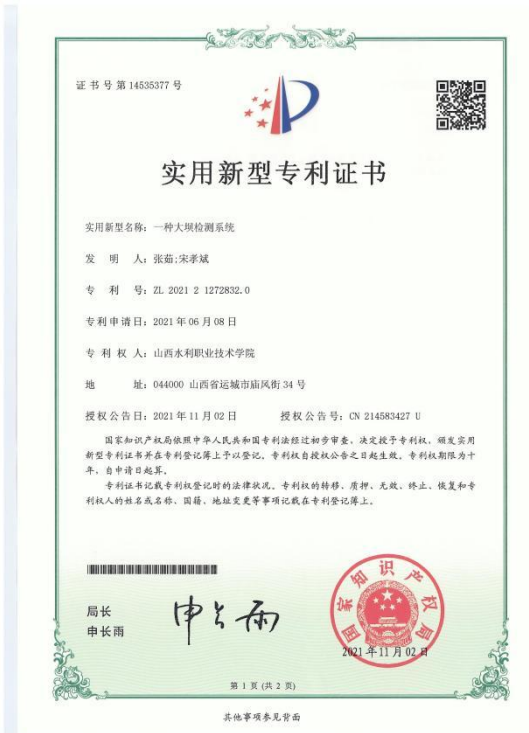 证书号第14535377号
实用新型专利证书
实用新型名称：一种大坝检测系统
发明人：张茹;宋孝斌
专利号：ZL 2021 2 1272832.0
专利申请日：2021年06月08日
专利权人：山西水利职业技术学院
地址：044000 山西省运城市庙风街34号
授权公告日：2021年11月02日 授权公告号：CN 214583427 U
国家知识产权局依照中华人民共和国专利法经过初步审查，决定授予专利权，颁发实用
新型专利证书并在专利登记簿上予以登记。专利权自授权公告之日起生效。专利权期限为十
年，自申请日起算。
专利证书记载专利权登记时的法律状况。专利权的转移、质押、无效、终止、恢复和专
利权人的姓名或名称、国籍、地址变更等事项记载在专利登记簿上。
局长
申长雨
申长雨
国家知识产权局
2021年11月02日
第 1 页 (共 2 页)
其他事项参见背面